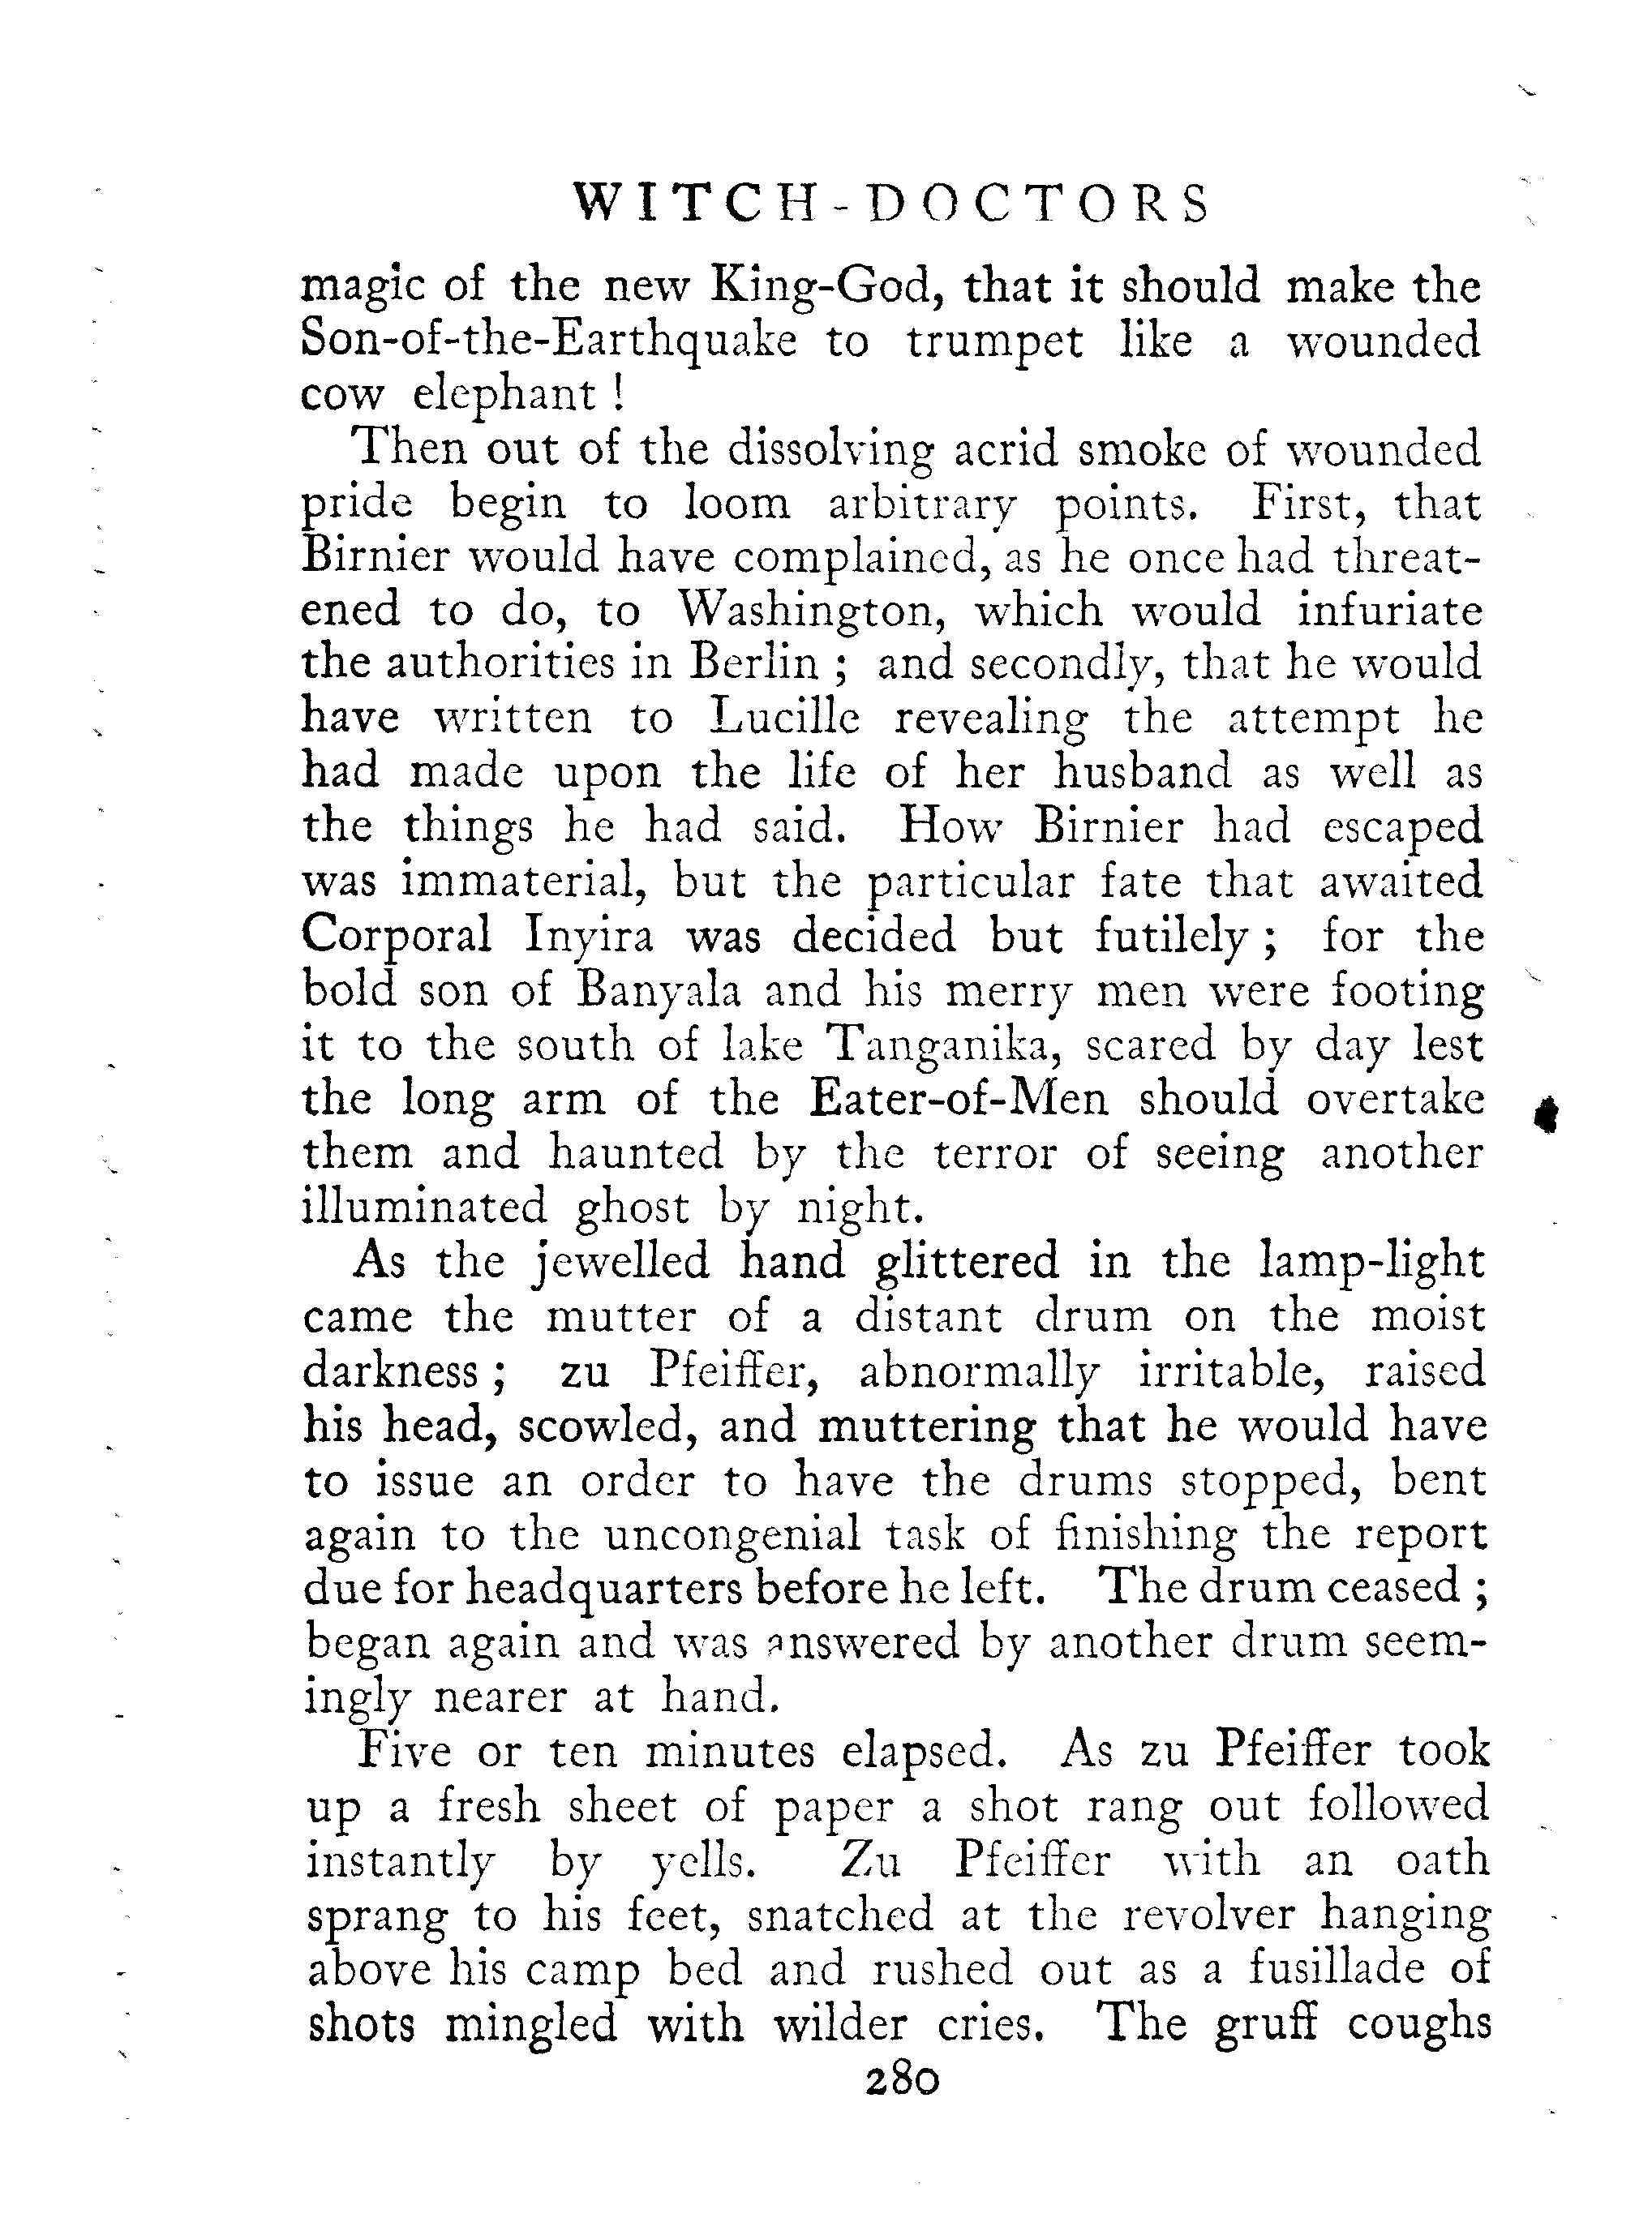 WITCH-DOCTORS
magic of the new King-God, that it should make the
Son-of-the-Earthquake to trumpet like a wounded
cow elephant !
Then out of the dissolving acrid smoke of wounded
pride begin to loom arbitrary points. First, that
Birnier would have complained, as he once had threat-
ened to do, to Washington, which would infuriate
the authorities in Berlin ; and secondly, that he would
have written to Lucille revealing the attempt he
had made upon the life of her husband as well as
the things he had said. How Birnier had escaped
was immaterial, but the particular fate that awaited
Corporal Inyira was decided but futilely ; for the
bold son of Banyala and his merry men were footing
it to the south of lake Tanganika, scared by day lest
the long arm of the Eater-of-Men should overtake
them and haunted by the terror of seeing another
illuminated ghost by night.
As the jewelled hand glittered in the lamp-light
came the mutter of a distant drum on the moist
darkness ; zu Pfeiffer, abnormally irritable, raised
his head, scowled, and muttering that he would have
to issue an order to have the drums stopped, bent
again to the uncongenial task of finishing the report
due for headquarters before he left. The drum ceased ;
began again and was answered by another drum seem-
ingly nearer at hand.
Five or ten minutes elapsed. As zu Pfeiffer took
up a fresh sheet of paper a shot rang out followed
instantly by yells. Zu Pfeiffer with an oath
sprang to his feet, snatched at the revolver hanging
above his camp bed and rushed out as a fusillade of
shots mingled with wilder cries. The gruff coughs
280